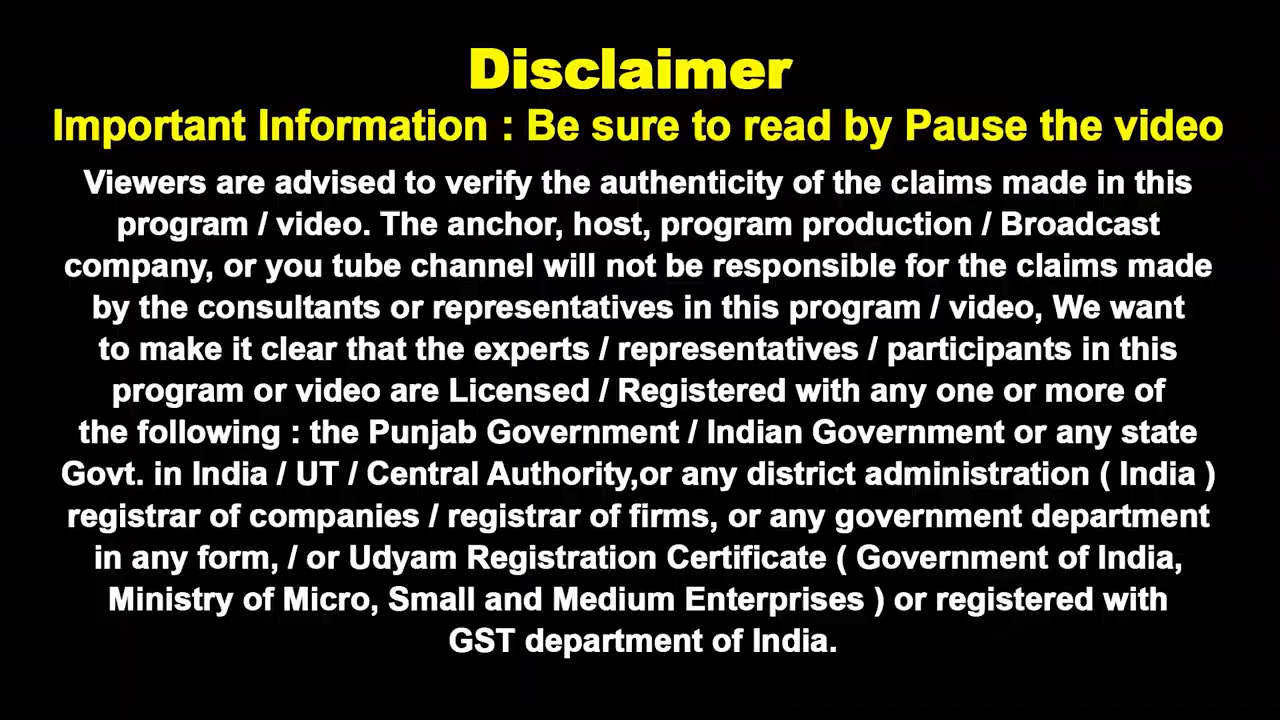 Disclaimer
Important Information : Be sure to read by Pause the video
Viewers are advised to verify the authenticity of the claims made in this
program / video. The anchor, host, program production / Broadcast
company, or you tube channel will not be responsible for the claims made
by the consultants or representatives in this program / video, We want
to make it clear that the experts / representatives / participants in this
program or video are Licensed / Registered with any one or more of
the following : the Punjab Government / Indian Government or any state
Govt. in India / UT / Central Authority,or any district administration ( India )
registrar of companies / registrar of firms, or any government department
in any form, / or Udyam Registration Certificate ( Government of India,
Ministry of Micro, Small and Medium Enterprises ) or registered with
GST department of India.